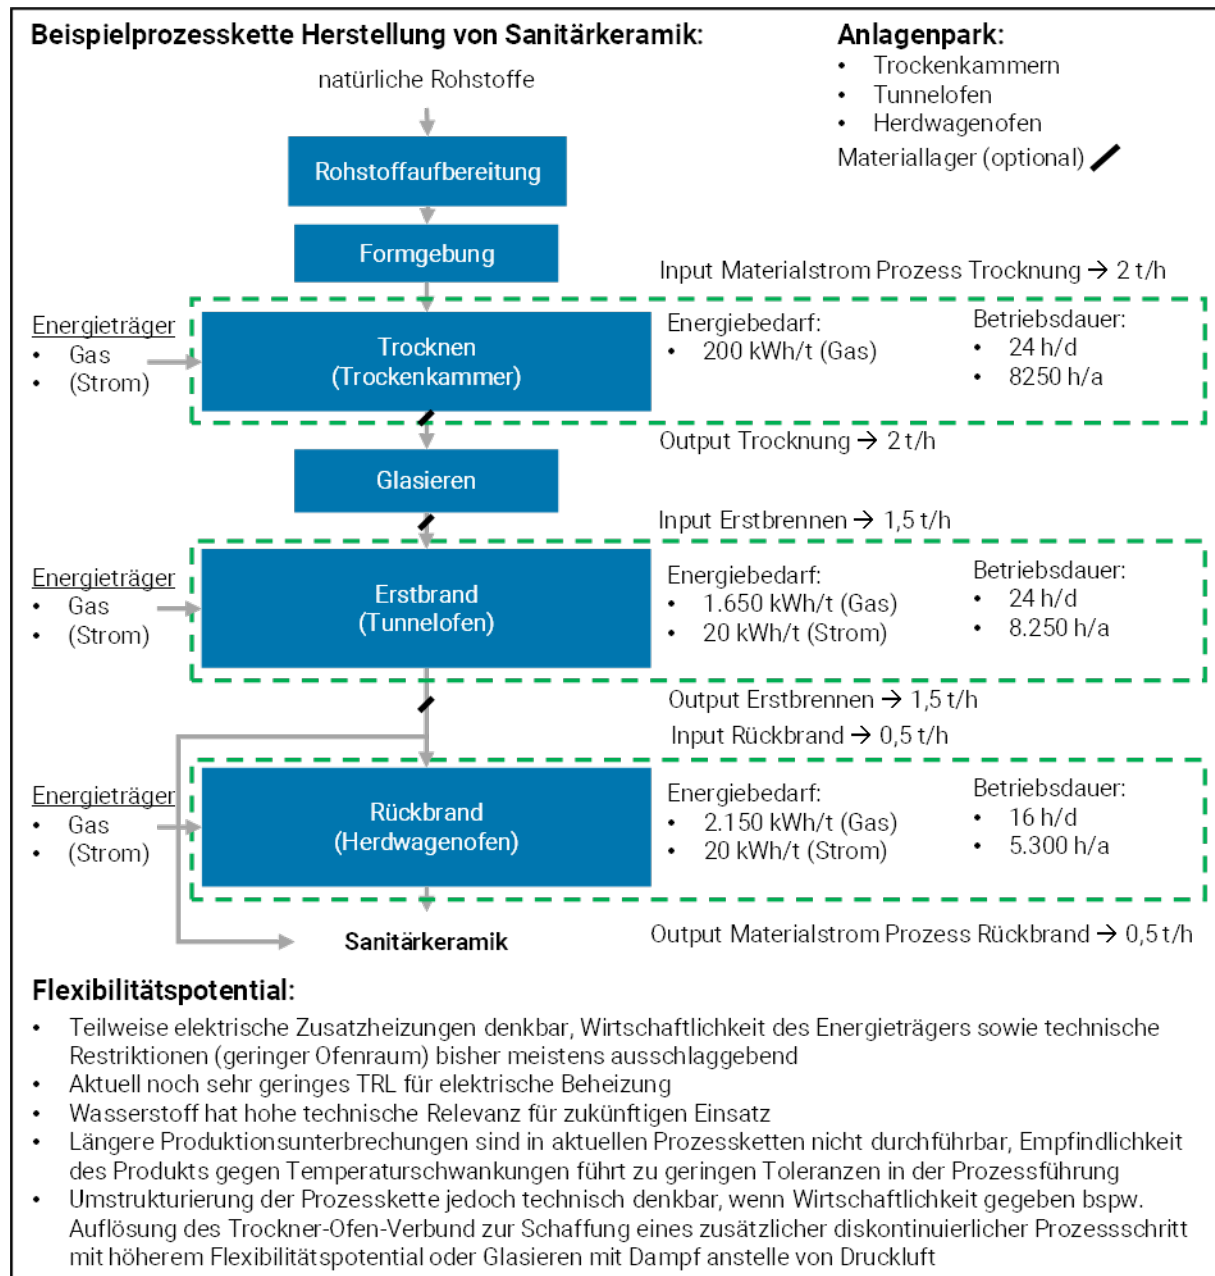 Beispielprozesskette Herstellung von Sanitärkeramik:
Anlagenpark:
• Trockenkammern
• Tunnelofen
• Herdwagenofen
Materiallager (optional)
natürliche Rohstoffe
Rohstoffaufbereitung
Formgebung
Input Materialstrom Prozess Trocknung → 2 t/h
Energieträger
• Gas
• (Strom)
Trocknen
(Trockenkammer)
Energiebedarf:
• 200 kWh/t (Gas)
Betriebsdauer:
• 24 h/d
• 8250 h/a
Output Trocknung → 2 t/h
Glasieren
Input Erstbrennen → 1,5 t/h
Energieträger
• Gas
• (Strom)
Erstbrand
(Tunnelofen)
Energiebedarf:
• 1.650 kWh/t (Gas)
• 20 kWh/t (Strom)
Betriebsdauer:
• 24 h/d
• 8.250 h/a
Output Erstbrennen → 1,5 t/h
Input Rückbrand → 0,5 t/h
Energieträger
• Gas
• (Strom)
Rückbrand
(Herdwagenofen)
Energiebedarf:
• 2.150 kWh/t (Gas)
• 20 kWh/t (Strom)
Betriebsdauer:
• 16 h/d
• 5.300 h/a
Sanitärkeramik
Output Materialstrom Prozess Rückbrand → 0,5 t/h
Flexibilitätspotential:
• Teilweise elektrische Zusatzheizungen denkbar, Wirtschaftlichkeit des Energieträgers sowie technische
Restriktionen (geringer Ofenraum) bisher meistens ausschlaggebend
• Aktuell noch sehr geringes TRL für elektrische Beheizung
• Wasserstoff hat hohe technische Relevanz für zukünftigen Einsatz
• Längere Produktionsunterbrechungen sind in aktuellen Prozessketten nicht durchführbar, Empfindlichkeit
des Produkts gegen Temperaturschwankungen führt zu geringen Toleranzen in der Prozessführung
• Umstrukturierung der Prozesskette jedoch technisch denkbar, wenn Wirtschaftlichkeit gegeben bspw.
Auflösung des Trockner-Ofen-Verbund zur Schaffung eines zusätzlicher diskontinuierlicher Prozessschritt
mit höherem Flexibilitätspotential oder Glasieren mit Dampf anstelle von Druckluft